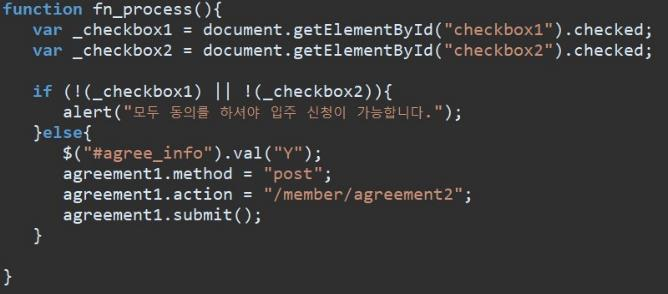 function fn_process(){
var _checkbox1 = document.getElementById("checkbox1").checked;
var _checkbox2 = document.getElementById("checkbox2").checked;
if (!(_checkbox1) || !(_checkbox2)){
alert("모두 동의를 하셔야 입주 신청이 가능합니다.");
}else{
$("#agree_info").val("Y");
agreement1.method = "post";
agreement1.action = "/member/agreement2";
agreement1.submit();
}
}